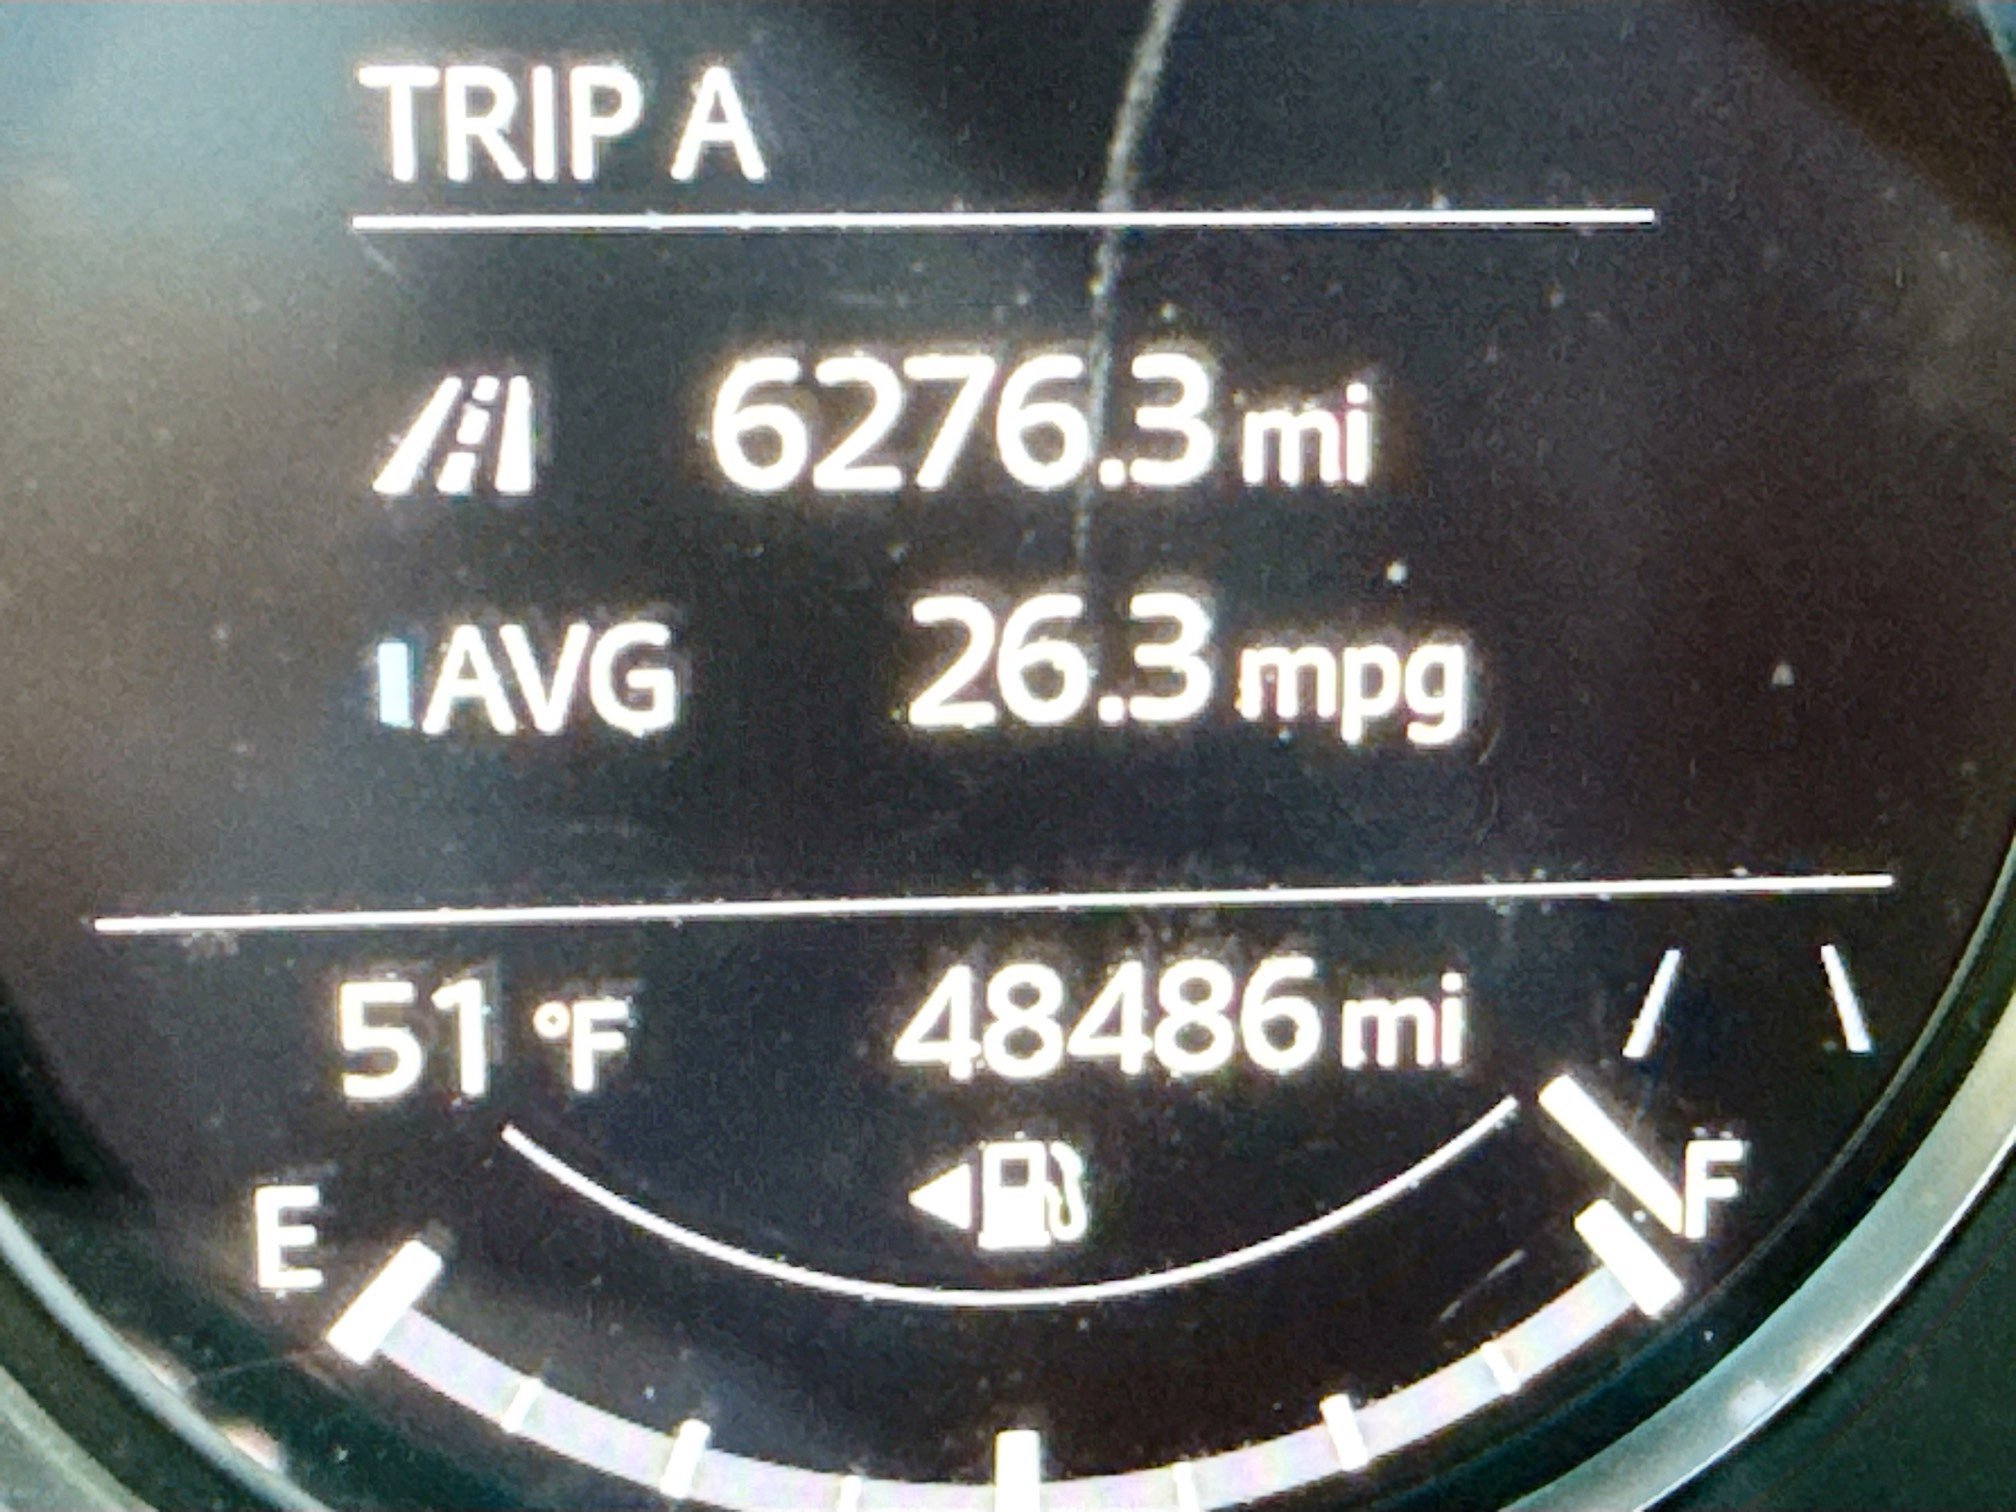 TRIP A
6276.3 mi
AVG 26.3 mpg
51 °F 48486 mi
E F